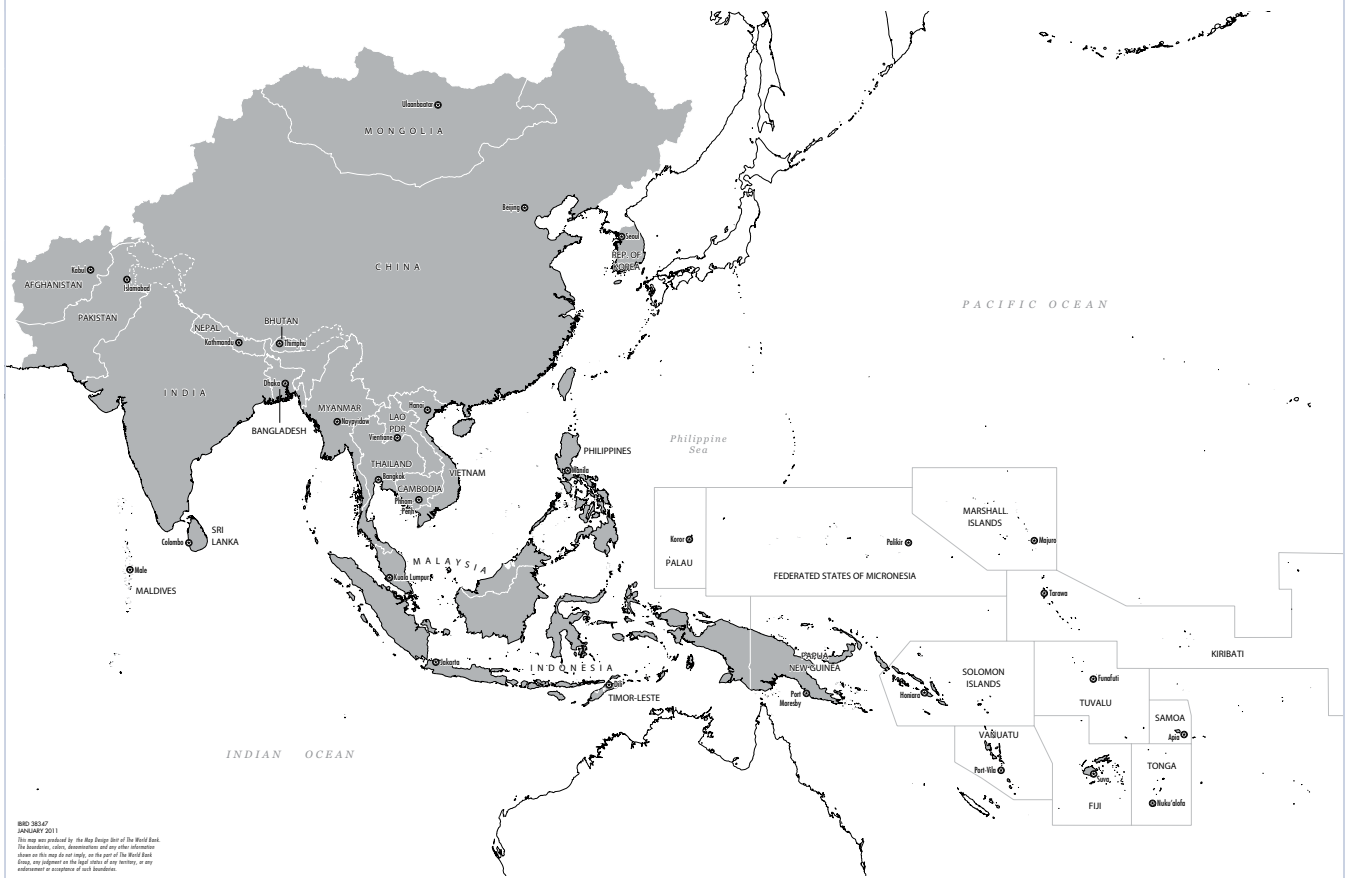 Ulaanbaatar
MONGOLIA
Beijing
Seoul
REP. OF
KOREA
CHINA
Kabul
AFGHANISTAN
Islamabad
PAKISTAN
PACIFIC OCEAN
NEPAL
BHUTAN
Kathmandu
Thimphu
Dhaka
INDIA
BANGLADESH
MYANMAR
Naypyidaw
Hanoi
LAO
PDR
Vientiane
THAILAND
Bangkok
VIETNAM
CAMBODIA
Phnom
Penh
PHILIPPINES
Manila
Philippine
Sea
SRI
LANKA
Colombo
Male
MALDIVES
MALAYSIA
Kuala Lumpur
Koror
PALAU
Palikir
FEDERATED STATES OF MICRONESIA
MARSHALL
ISLANDS
Majuro
Tarawa
KIRIBATI
Jakarta
INDONESIA
Dili
TIMOR-LESTE
PAPUA
NEW GUINEA
Port
Moresby
SOLOMON
ISLANDS
Honiara
Funafuti
TUVALU
SAMOA
Apia
VANUATU
Port-Vila
Suva
FIJI
TONGA
Nuku'alofa
INDIAN OCEAN
IBRD 38347
JANUARY 2011
This map was produced by the Map Design Unit of The World Bank.
The boundaries, colors, denominations and any other information
shown on this map do not imply, on the part of The World Bank
Group, any judgment on the legal status of any territory, or any
endorsement or acceptance of such boundaries.